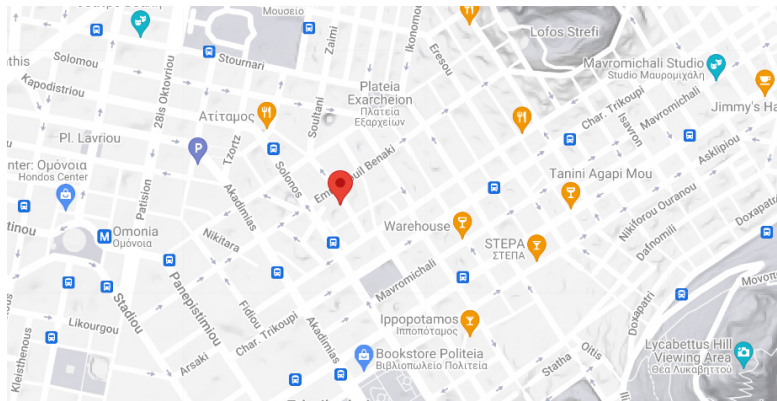 Μουσείο
Zaimi
Ikonomou
Lofos Strefi
Solomou
Stournari
Eresou
Mavromichali Studio
Studio Μαυρομιχάλη
Kapodistriou
28is Oktovriou
Plateia
Exarcheion
Πλατεία
Εξαρχείων
Char. Trikoupi
Isavron
Mavromichali
Jimmy's Ha
Ατίταμος
Soultani
Pl. Lavriou
Tzortz
Solonos
Emmanouil Benaki
Asklipiou
nter: Ομόνοια
Hondos Center
Patision
Akadimias
Tanini Agapi Mou
Nikiforou Ouranou
Doxapatri
tinou
Omonia
Ομόνοια
Nikitara
Warehouse
STEPA
ΣΤΕΠΑ
Dafnomili
Panepistimiou
Stadiou
Fidiou
Mavromichali
Μονοπ
Likourgou
Char. Trikoupi
Akadimias
Ippopotamos
Ιπποπόταμος
Doxapatri
Kleisthenous
Arsaki
Bookstore Politeia
Βιβλιοπωλείο Πολιτεία
Statha
Oitis
Lycabettus Hill
Viewing Area
Θέα Λυκαβηττού